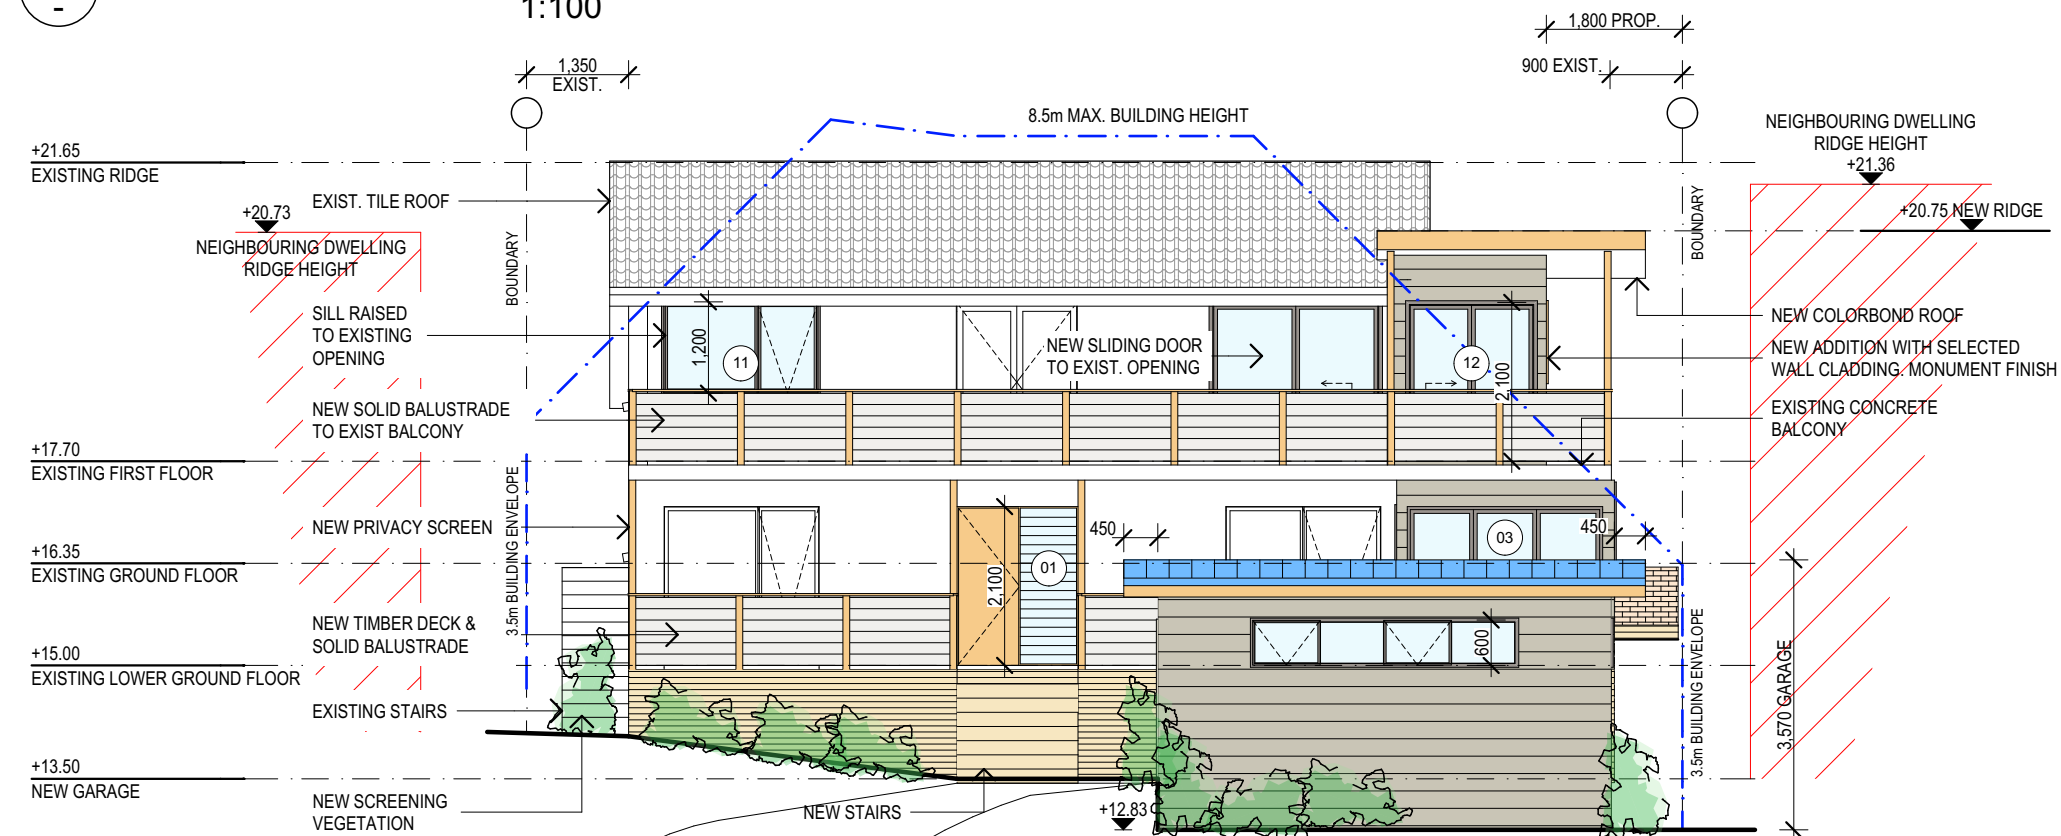 -
1:100
1,800 PROP.
1,350
EXIST.
900 EXIST.
8.5m MAX. BUILDING HEIGHT
NEIGHBOURING DWELLING
RIDGE HEIGHT
+21.36
+21.65
EXISTING RIDGE
EXIST. TILE ROOF
+20.73
NEIGHBOURING DWELLING
RIDGE HEIGHT
BOUNDARY
BOUNDARY
+20.75 NEW RIDGE
SILL RAISED
TO EXISTING
OPENING
1,200
11
NEW SLIDING DOOR
TO EXIST. OPENING
12
2,100
NEW COLORBOND ROOF
NEW ADDITION WITH SELECTED
WALL CLADDING. MONUMENT FINISH
NEW SOLID BALUSTRADE
TO EXIST BALCONY
EXISTING CONCRETE
BALCONY
+17.70
EXISTING FIRST FLOOR
3.5m BUILDING ENVELOPE
NEW PRIVACY SCREEN
450
03
450
+16.35
EXISTING GROUND FLOOR
2,100
01
NEW TIMBER DECK &
SOLID BALUSTRADE
600
3.5m BUILDING ENVELOPE
3,570 GARAGE
+15.00
EXISTING LOWER GROUND FLOOR
EXISTING STAIRS
+13.50
NEW GARAGE
NEW SCREENING
VEGETATION
NEW STAIRS
+12.83